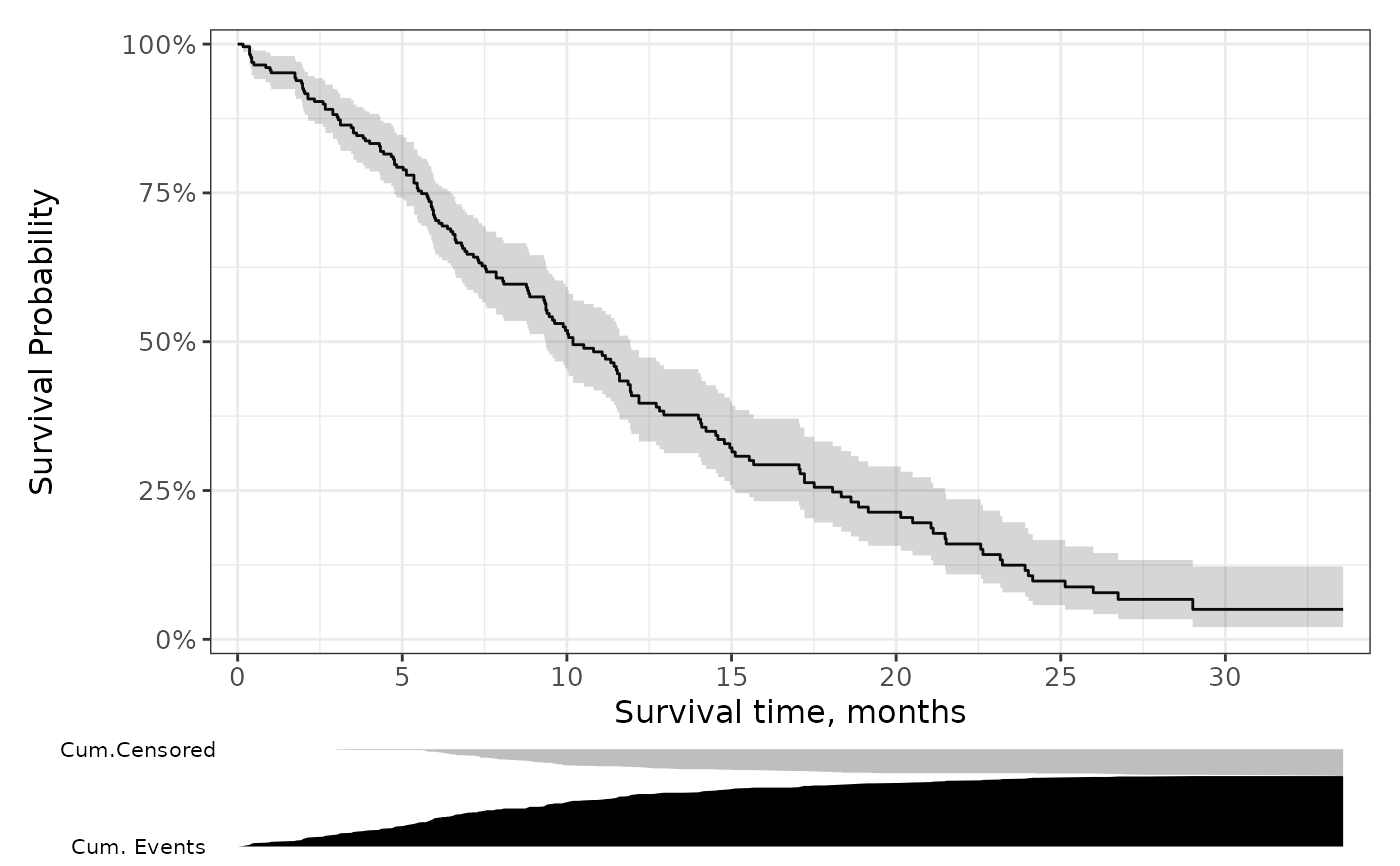 100%
75%
50%
25%
0%
Survival Probability
0 5 10 15 20 25 30
Survival time, months
Cum.Censored
Cum. Events